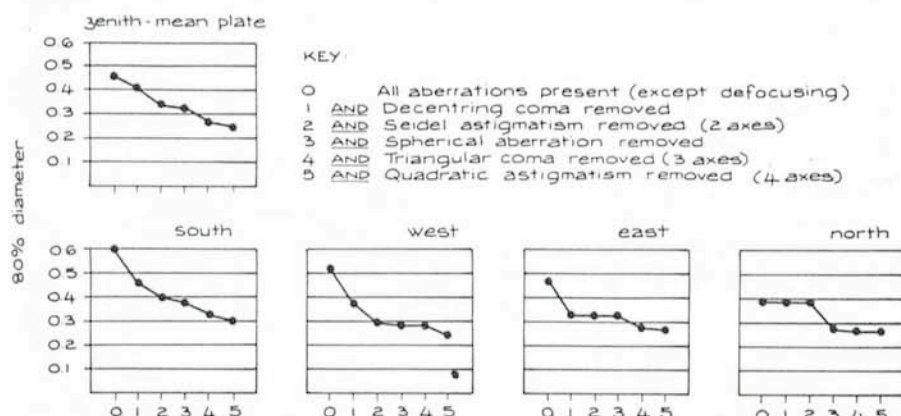 zenith-mean plate
0.6
0.5
0.4
0.3
0.2
0.1
0 1 2 3 4 5
KEY:
0 All aberrations present (except defocusing)
1 AND Decentring coma removed
2 AND Seidel astigmatism removed (2 axes)
3 AND Spherical aberration removed
4 AND Triangular coma removed (3 axes)
5 AND Quadratic astigmatism removed (4 axes)
80% diameter
south
0.6
0.5
0.4
0.3
0.1
0 1 2 3 4 5
west
0 1 2 3 4 5
east
0 1 2 3 4 5
north
0 1 2 3 4 5